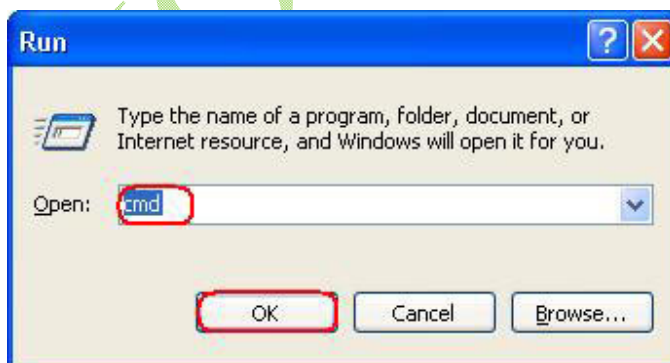 Run
Type the name of a program, folder, document, or
Internet resource, and Windows will open it for you.
Open: cmd
OK Cancel Browse...